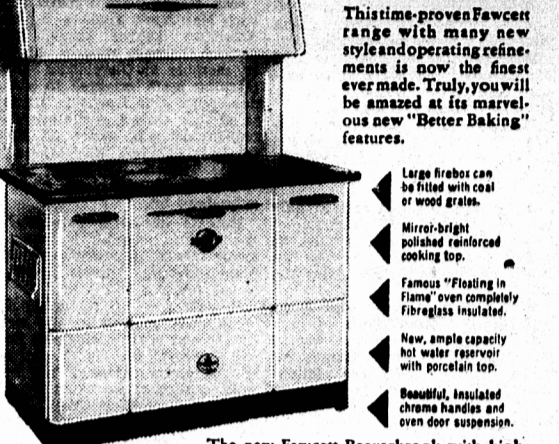 This time-proven Fawcett
range with many new
style and operating refine-
ments is now the finest
ever made. Truly, you will
be amazed at its marvel-
ous new "Better Baking"
features.
Large firebox can
be fitted with coal
or wood grates.
Mirror-bright
polished reinforced
cooking top.
Famous "Floating in
Flame" oven completely
Fibreglass insulated.
New, ample capacity
hot water reservoir
with porcelain top.
Beautiful, insulated
chrome handles and
oven door suspension.
The new Fawcett